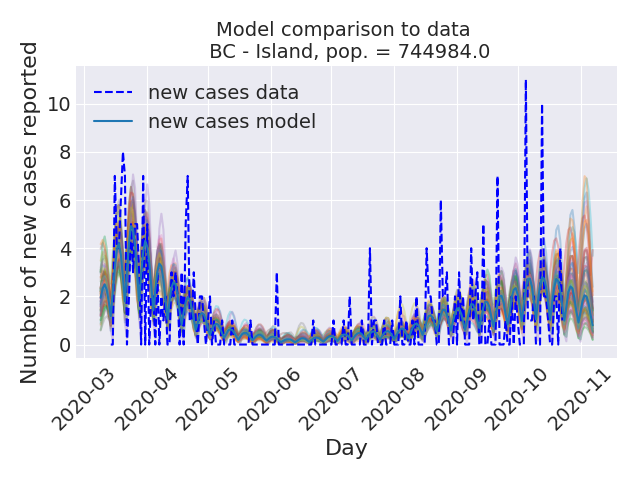 Model comparison to data
BC - Island, pop. = 744984.0
Number of new cases reported
10
8
6
4
2
0
new cases data
new cases model
2020-03
2020-04
2020-05
2020-06
2020-07
2020-08
2020-09
2020-10
2020-11
Day